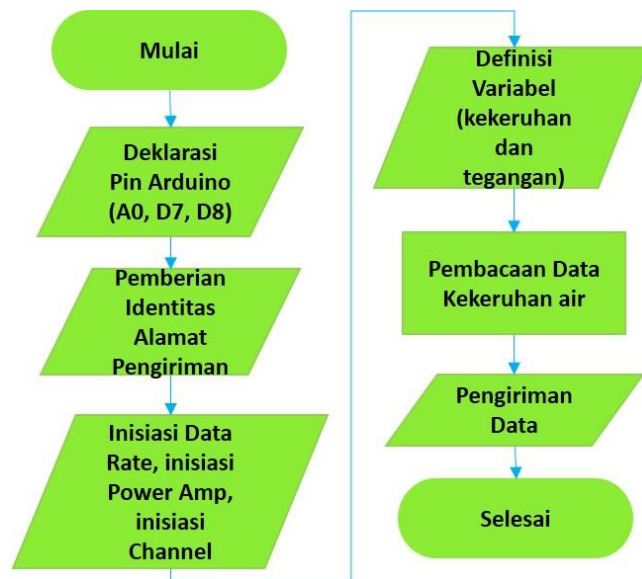 Mulai
Deklarasi
Pin Arduino
(A0, D7, D8)
Pemberian
Identitas
Alamat
Pengiriman
Inisiasi Data
Rate, inisiasi
Power Amp,
inisiasi
Channel
Definisi
Variabel
(kekeruhan
dan
tegangan)
Pembacaan Data
Kekeruhan air
Pengiriman
Data
Selesai